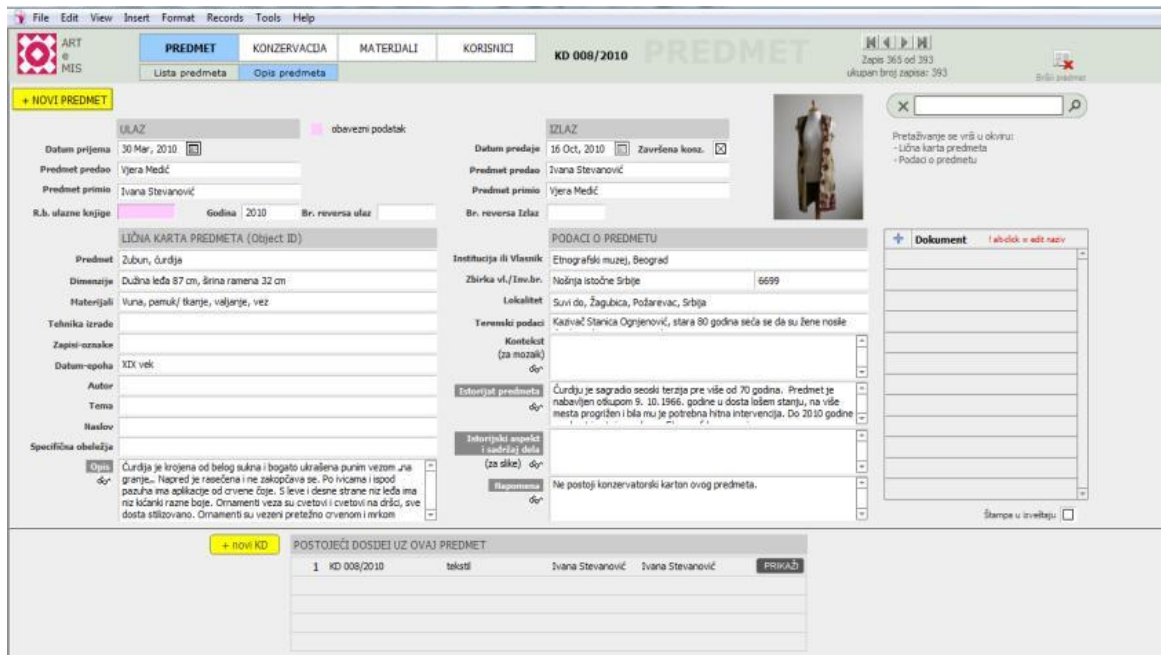 File Edit View Insert Format Records Tools Help
ART
e
MIS
PREDMET KONZERVACIJA MATERIJALI KORISNICI
Lista predmeta Opis predmeta
KD 008/2010
PREDMET
Zapis 365 od 393
ukupan broj zapisa: 393
Briši predmet
+ NOVI PREDMET
ULAZ
obavezni podatak
Datum prijema 30 Mar, 2010
Predmet predao Vjera Medić
Predmet primio Ivana Stevanović
R.b. ulazne knjige Godina 2010 Br. reversa ulaz
IZLAZ
Datum predaje 16 Oct, 2010 Završena konz.
Predmet predao Ivana Stevanović
Predmet primio Vjera Medić
Br. reversa Izlaz
Pretaživanje se vrši u okviru:
- Lična karta predmeta
- Podaci o predmetu
LIČNA KARTA PREDMETA (Object ID)
Predmet Zubun, ćurdija
Dimenzije Dužina leđa 87 cm, širina ramena 32 cm
Materijali Vuna, pamuk/ tkanje, valjanje, vez
Tehnika izrade
Zapisi-oznake
Datum-epoha XIX vek
Autor
Tema
Naslov
Specifična obeležja
Opis Ćurdija je krojena od belog sukna i bogato ukrašena punim vezom „na
granje„. Napred je rasečena i ne zakopčava se. Po ivicama i ispod
pazuha ima aplikacije od crvene čoje. S leve i desne strane niz leđa ima
niz kićanki razne boje. Ornamenti veza su cvetovi i cvetovi na dršci, sve
dosta stilizovano. Ornamenti su vezeni pretežno crvenom i mrkom
PODACI O PREDMETU
Institucija ili Vlasnik Etnografski muzej, Beograd
Zbirka vl./Inv.br. Nošnja istočne Srbije 6699
Lokalitet Suvi do, Žagubica, Požarevac, Srbija
Terenski podaci Kazivač Stanica Ognjenović, stara 80 godina seća se da su žene nosile
Kontekst
(za mozaik)
Istorijat predmeta Ćurdiju je sagradio seoski terzija pre više od 70 godina. Predmet je
nabavljen otkupom 9. 10.1966. godine u dosta lošem stanju, na više
mesta progrižen i bila mu je potrebna hitna intervencija. Do 2010 godine
Istorijski aspekt
i sadržaj dela
(za slike)
Napomena Ne postoji konzervatorski karton ovog predmeta.
Dokument
Štampa u izveštaju
+ novi KD
POSTOJEĆI DOSIJEI UZ OVAJ PREDMET
1 KD 008/2010 tekstil Ivana Stevanović Ivana Stevanović PRIKAŽI